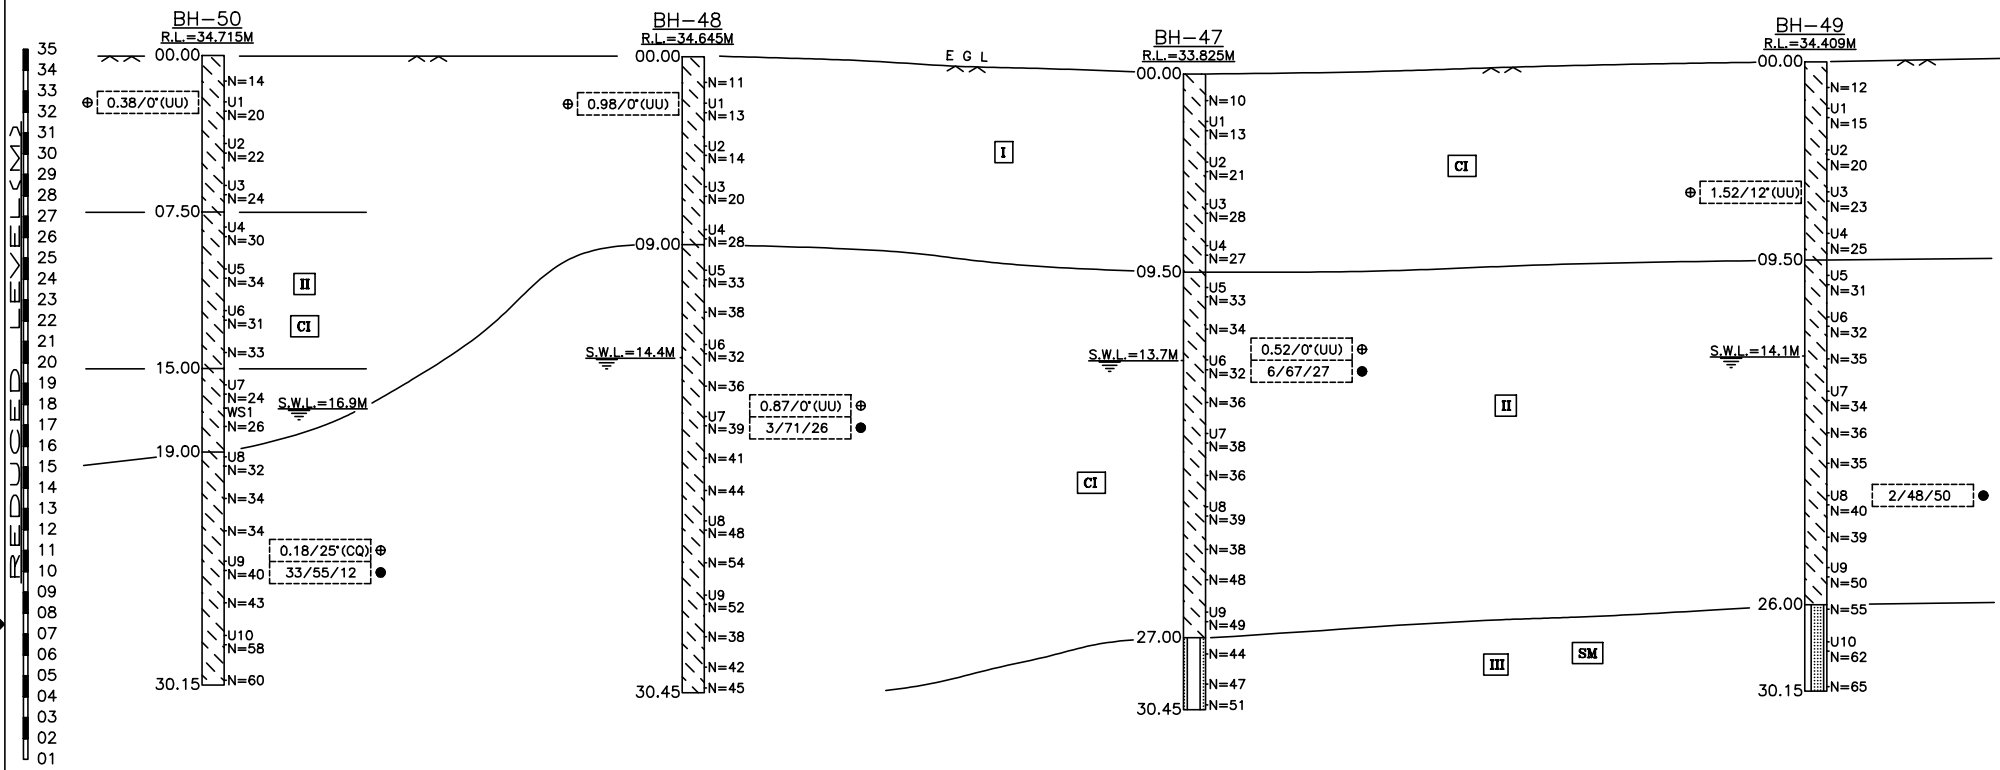 REDUCED LEVEL (M)
35
34
33
32
31
30
29
28
27
26
25
24
23
22
21
20
19
18
17
16
15
14
13
12
11
10
09
08
07
06
05
04
03
02
01
BH-50
R.L.=34.715M
00.00
N=14
0.38/0°(UU)
U1
N=20
U2
N=22
U3
N=24
07.50
U4
N=30
U5
N=34
II
U6
N=31
CI
N=33
15.00
U7
N=24
WS1
S.W.L.=16.9M
N=26
19.00
U8
N=32
N=34
N=34
0.18/25°(CQ)
U9
N=40
33/55/12
N=43
U10
N=58
N=60
30.15
BH-48
R.L.=34.645M
00.00
N=11
0.98/0°(UU)
U1
N=13
U2
N=14
U3
N=20
U4
09.00
N=28
U5
N=33
N=38
U6
S.W.L.=14.4M
N=32
N=36
0.87/0°(UU)
U7
N=39
3/71/26
N=41
N=44
U8
N=48
N=54
U9
N=52
N=38
N=42
30.45
N=45
E G L
I
CI
BH-47
R.L.=33.825M
00.00
N=10
U1
N=13
U2
N=21
U3
N=28
U4
N=27
09.50
U5
N=33
N=34
0.52/0°(UU)
S.W.L.=13.7M
U6
N=32
6/67/27
N=36
U7
N=38
N=36
U8
N=39
N=38
N=48
U9
N=49
27.00
N=44
N=47
30.45
N=51
CI
II
SM
III
BH-49
R.L.=34.409M
00.00
N=12
U1
N=15
U2
N=20
1.52/12°(UU)
U3
N=23
U4
N=25
09.50
U5
N=31
U6
N=32
S.W.L.=14.1M
N=35
U7
N=34
N=36
N=35
U8
2/48/50
N=40
N=39
U9
N=50
26.00
N=55
U10
N=62
30.15
N=65